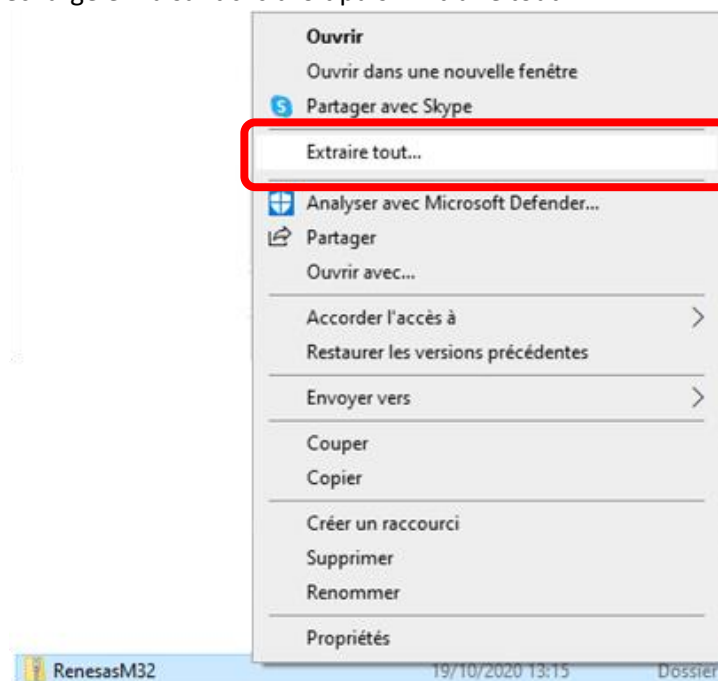 Ouvrir
Ouvrir dans une nouvelle fenêtre
Partager avec Skype
Extraire tout...
Analyser avec Microsoft Defender...
Partager
Ouvrir avec...
Accorder l'accès à
Restaurer les versions précédentes
Envoyer vers
Couper
Copier
Créer un raccourci
Supprimer
Renommer
Propriétés
RenesasM32 19/10/2020 13:15 Dossier